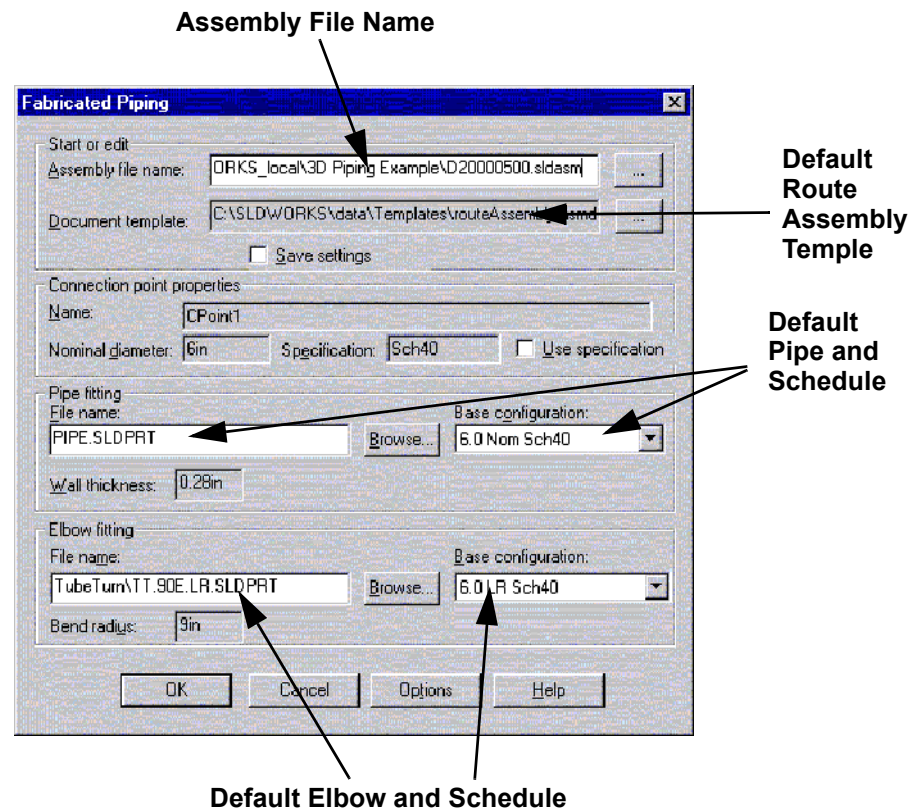 Assembly File Name
Fabricated Piping
Start or edit
Assembly file name: ORKS_local\3D Piping Example\D20000500.sldasm ...
Document template: C:\SLDWORKS\data\Templates\routeAssembly.asmd ...
Save settings
Default
Route
Assembly
Temple
Connection point properties
Name: CPoint1
Nominal diameter: 6in Specification: Sch40 Use specification
Default
Pipe and
Schedule
Pipe fitting
File name: Base configuration:
PIPE.SLDPRT Browse... 6.0 Nom Sch40
Wall thickness: 0.28in
Elbow fitting
File name: Base configuration:
TubeTurn\TT.90E.LR.SLDPRT Browse... 6.0 LR Sch40
Bend radius: 9in
OK Cancel Options Help
Default Elbow and Schedule